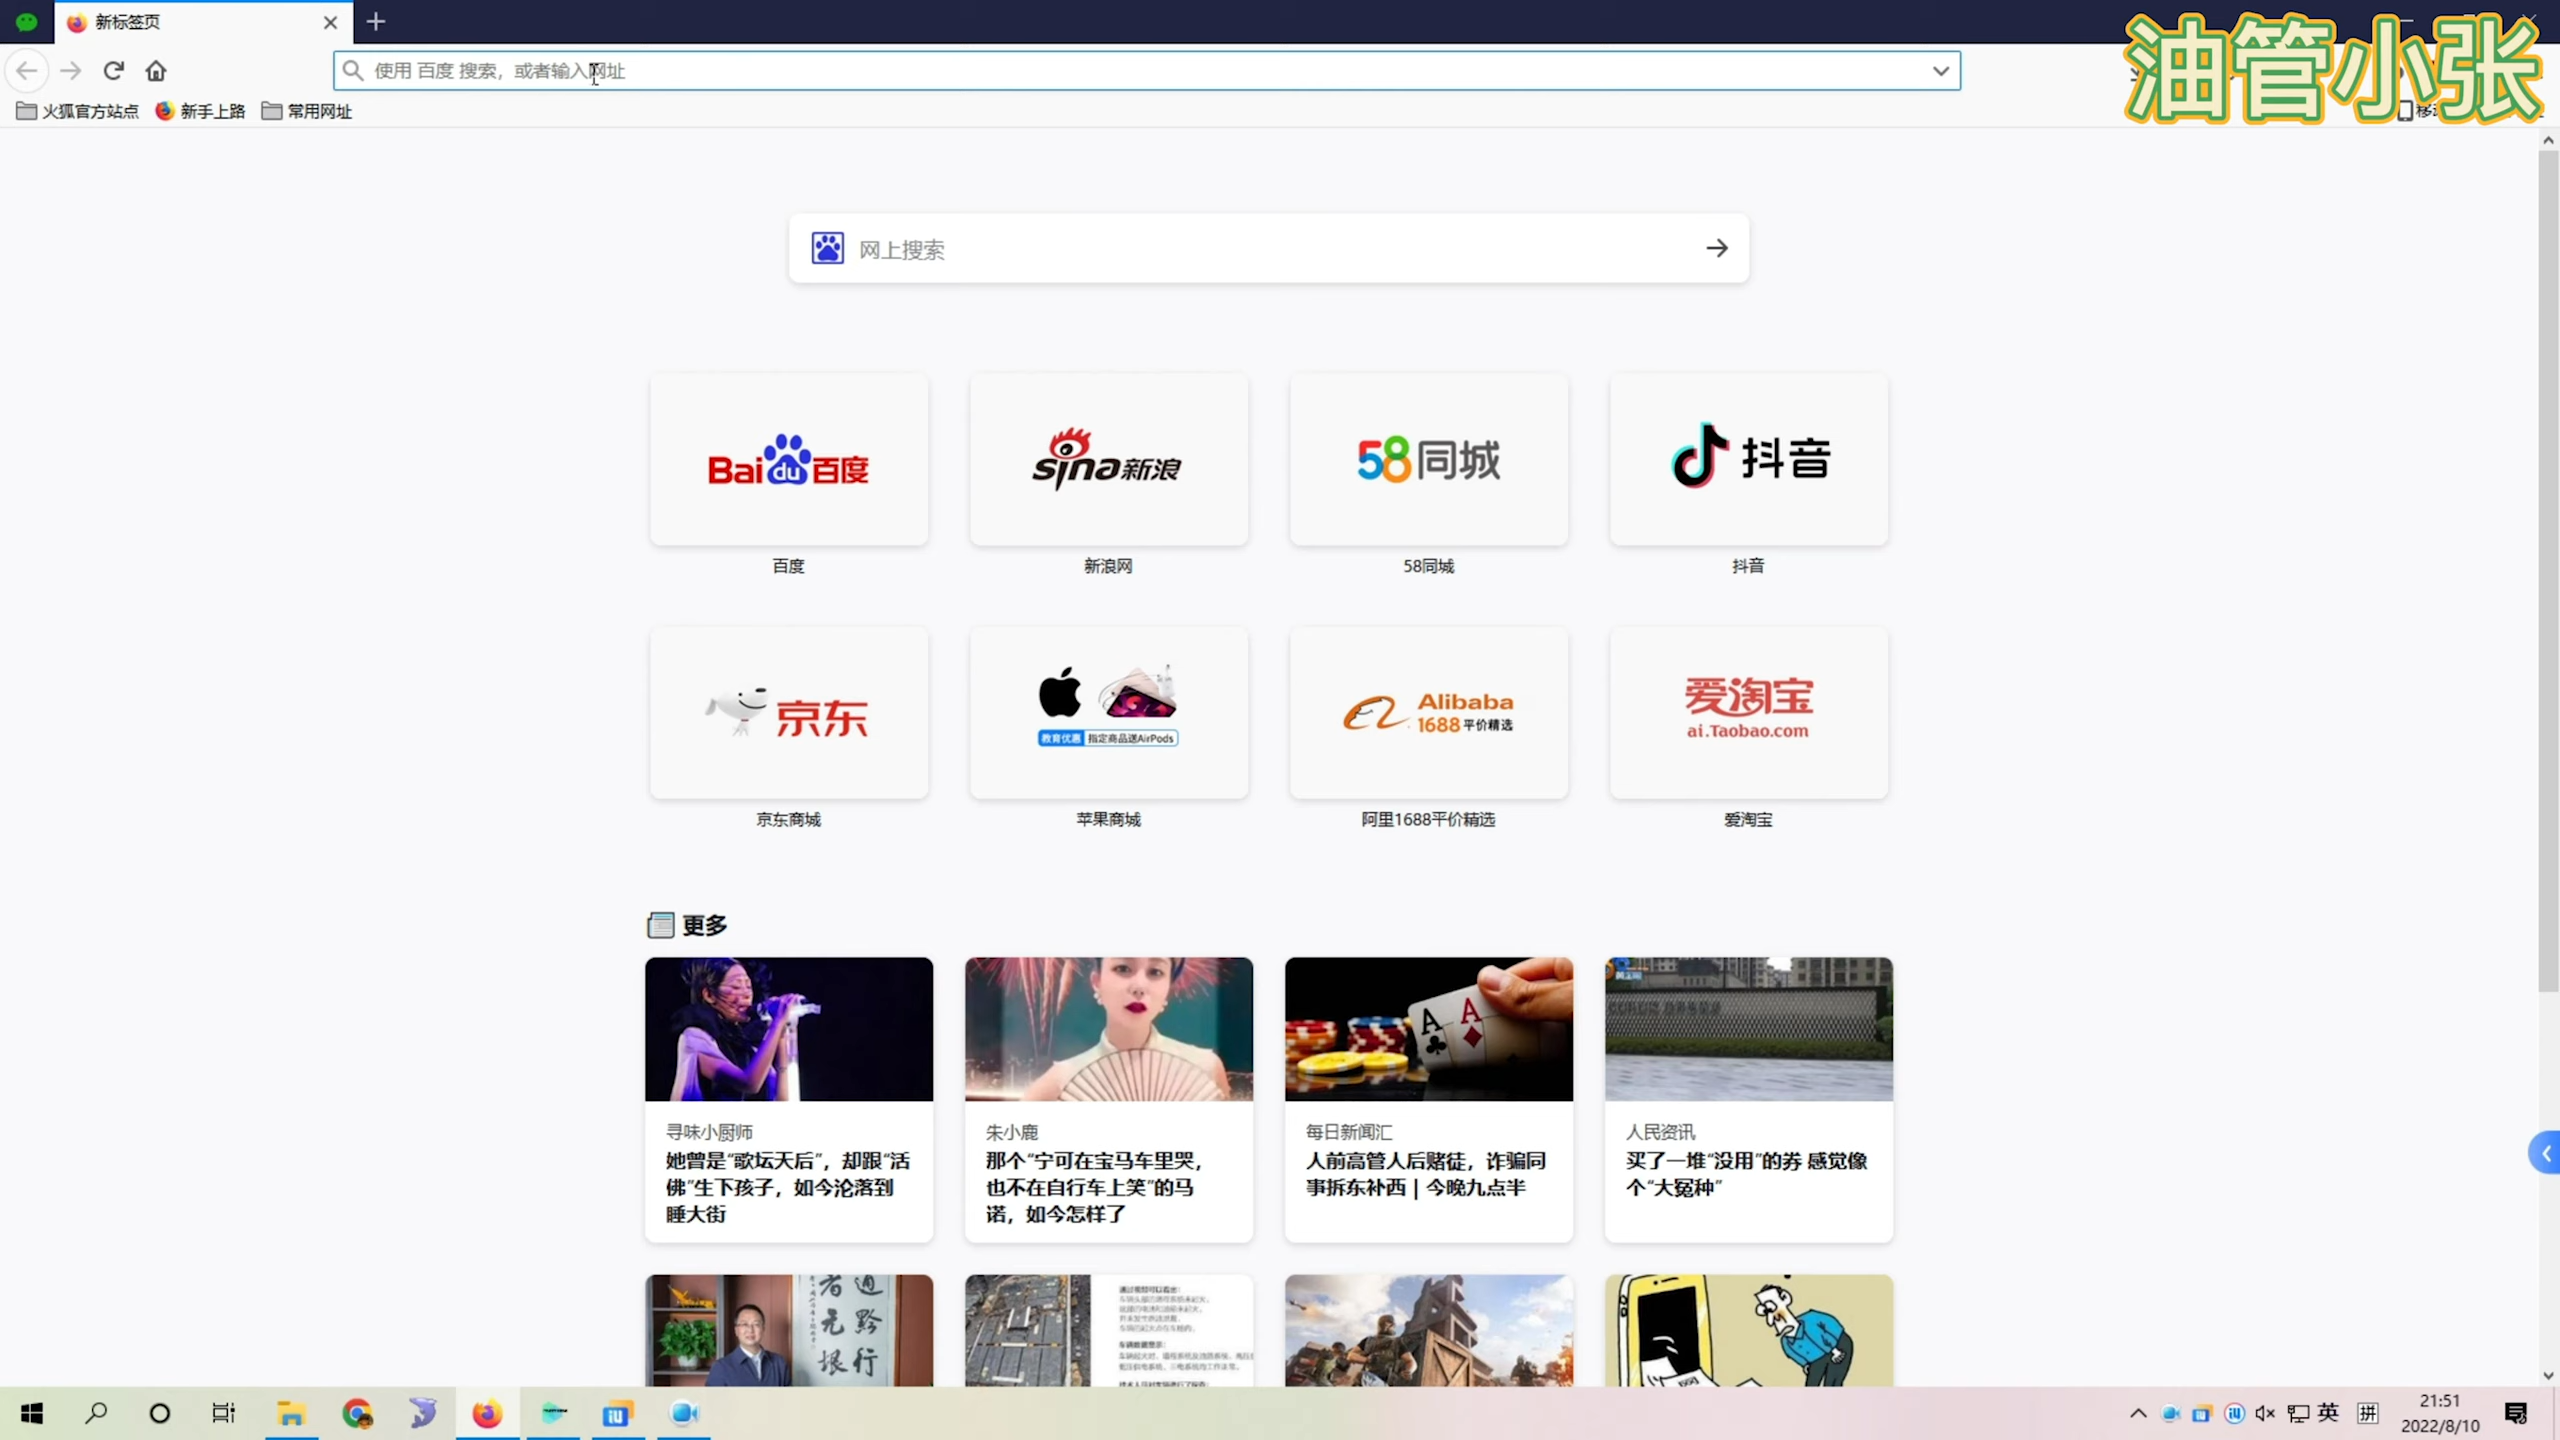 新标签页
油管小张
使用 百度 搜索，或者输入网址
火狐官方站点
新手上路
常用网址
网上搜索
Baidu百度
sina新浪
58同城
抖音
百度
新浪网
58同城
抖音
京东
教育优惠 指定商品送AirPods
Alibaba
1688 平价精选
爱淘宝
ai.Taobao.com
京东商城
苹果商城
阿里1688平价精选
爱淘宝
更多
寻味小厨师
她曾是“歌坛天后”，却跟“活
佛”生下孩子，如今沦落到
睡大街
朱小鹿
那个“宁可在宝马车里哭，
也不在自行车上笑”的马
诺，如今怎样了
每日新闻汇
人前高管人后赌徒，诈骗同
事拆东补西 | 今晚九点半
人民资讯
买了一堆“没用”的券 感觉像
个“大冤种”
英
拼
21:51
2022/8/10